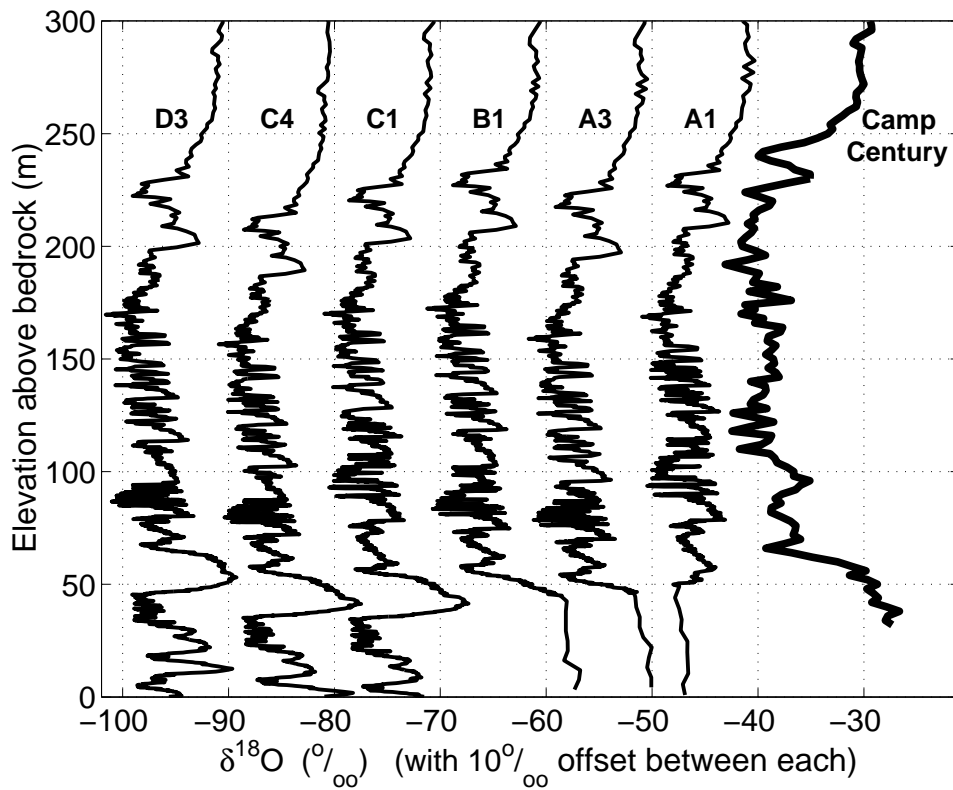 300
250
200
150
100
50
0
Elevation above bedrock (m)
D3
C4
C1
B1
A3
A1
Camp
Century
−100
−90
−80
−70
−60
−50
−40
−30
δ¹⁸O (º/ₒₒ) (with 10º/ₒₒ offset between each)